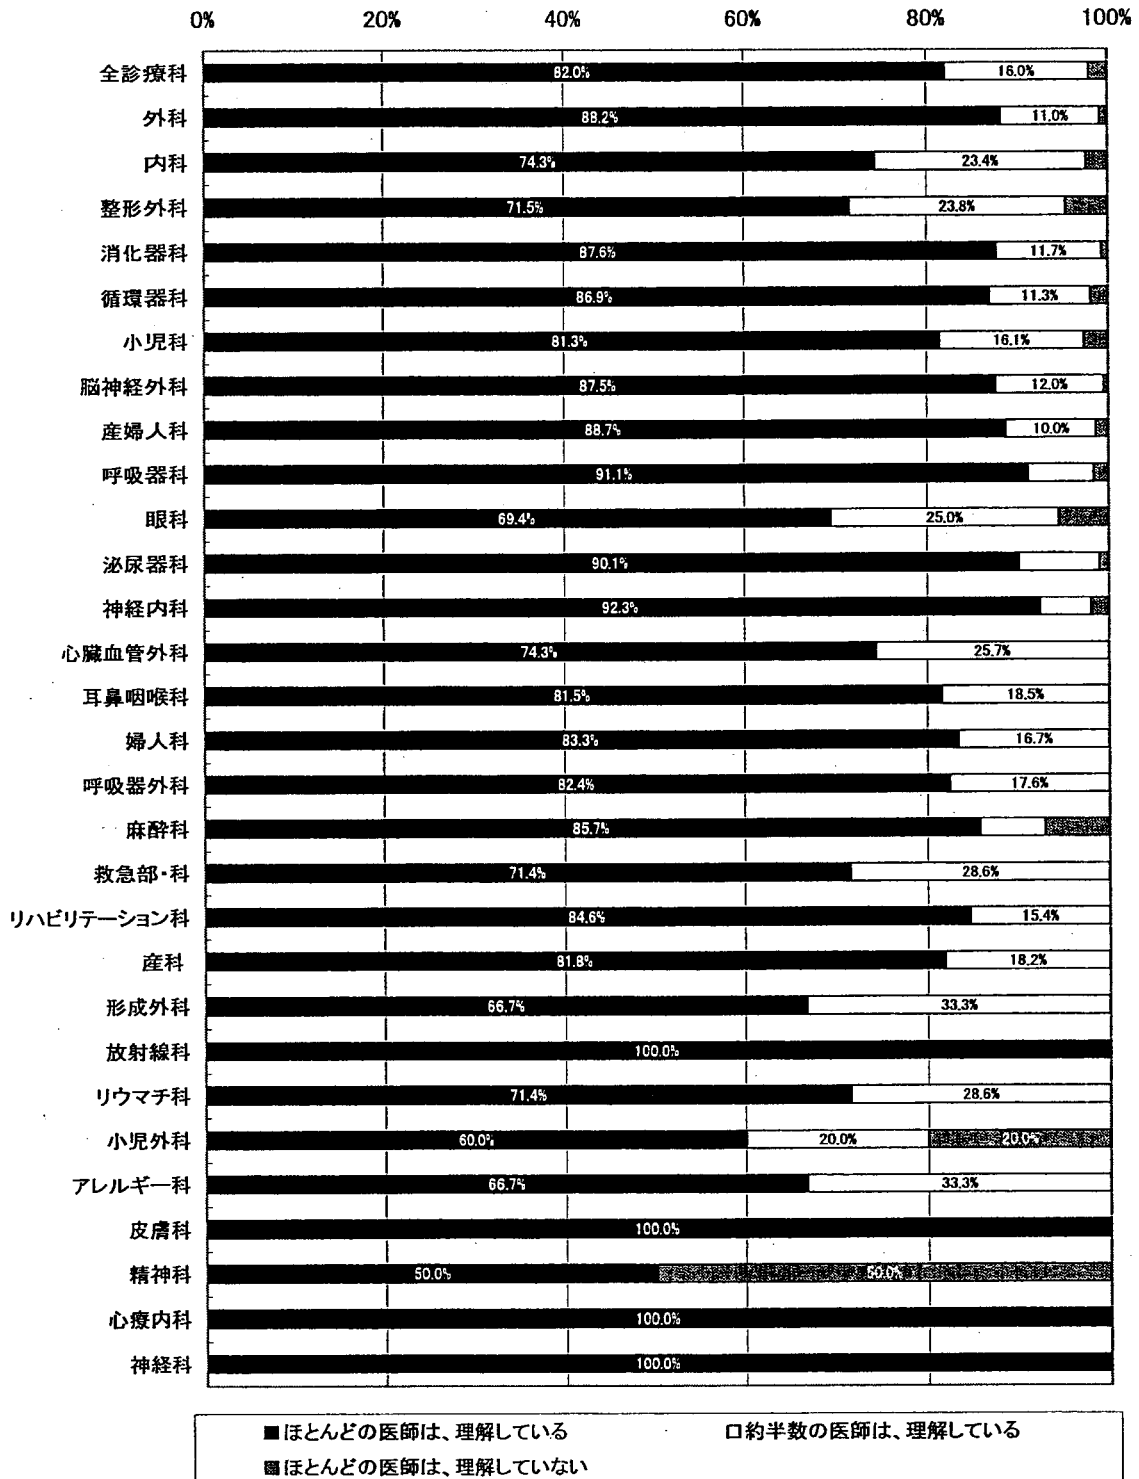 0% 20% 40% 60% 80% 100%
全診療科 82.0% 16.0%
外科 88.2% 11.0%
内科 74.3% 23.4%
整形外科 71.5% 23.8%
消化器科 87.6% 11.7%
循環器科 86.9% 11.3%
小児科 81.3% 16.1%
脳神経外科 87.5% 12.0%
産婦人科 88.7% 10.0%
呼吸器科 91.1%
眼科 69.4% 25.0%
泌尿器科 90.1%
神経内科 92.3%
心臓血管外科 74.3% 25.7%
耳鼻咽喉科 81.5% 18.5%
婦人科 83.3% 16.7%
呼吸器外科 82.4% 17.6%
麻酔科 85.7%
救急部・科 71.4% 28.6%
リハビリテーション科 84.6% 15.4%
産科 81.8% 18.2%
形成外科 66.7% 33.3%
放射線科 100.0%
リウマチ科 71.4% 28.6%
小児外科 60.0% 20.0% 20.0%
アレルギー科 66.7% 33.3%
皮膚科 100.0%
精神科 50.0% 50.0%
心療内科 100.0%
神経科 100.0%
■ほとんどの医師は、理解している □約半数の医師は、理解している
▩ほとんどの医師は、理解していない